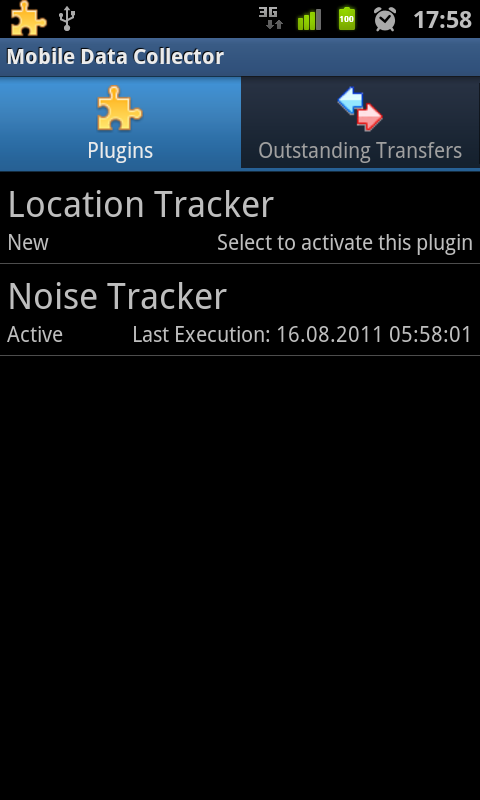 3G 100 17:58
Mobile Data Collector
Plugins Outstanding Transfers
Location Tracker
New Select to activate this plugin
Noise Tracker
Active Last Execution: 16.08.2011 05:58:01